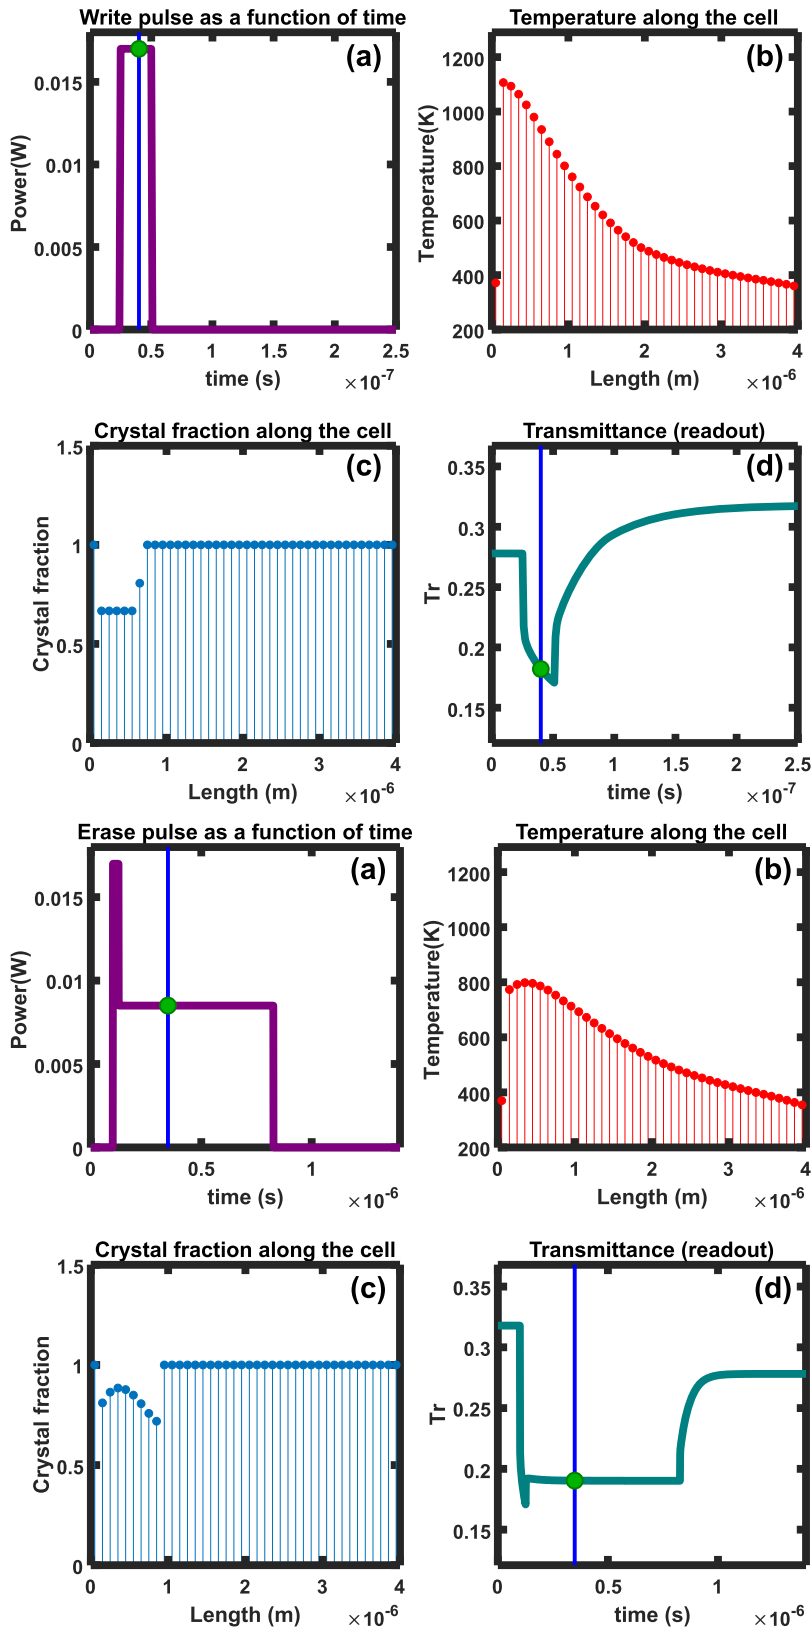 Write pulse as a function of time
(a)
Power(W)
0.015
0.01
0.005
0
0 0.5 1 1.5 2 2.5
time (s)
×10-7
Temperature along the cell
(b)
Temperature(K)
1200
1000
800
600
400
200
0 1 2 3 4
Length (m)
×10-6
Crystal fraction along the cell
(c)
Crystal fraction
1.5
1
0.5
0
0 1 2 3 4
Length (m)
×10-6
Transmittance (readout)
(d)
Tr
0.35
0.3
0.25
0.2
0.15
0 0.5 1 1.5 2 2.5
time (s)
×10-7
Erase pulse as a function of time
(a)
Power(W)
0.015
0.01
0.005
0
0 0.5 1
time (s)
×10-6
Temperature along the cell
(b)
Temperature(K)
1200
1000
800
600
400
200
0 1 2 3 4
Length (m)
×10-6
Crystal fraction along the cell
(c)
Crystal fraction
1.5
1
0.5
0
0 1 2 3 4
Length (m)
×10-6
Transmittance (readout)
(d)
Tr
0.35
0.3
0.25
0.2
0.15
0 0.5 1
time (s)
×10-6